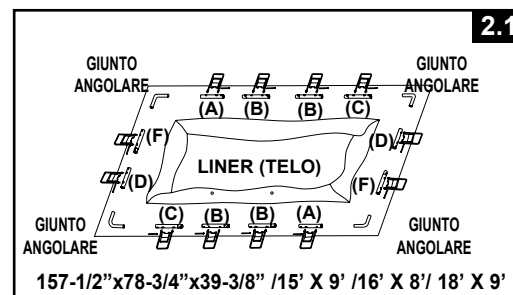 2.1
GIUNTO
ANGOLARE
GIUNTO
ANGOLARE
(A) (B) (B) (C)
(F) (D)
LINER (TELO)
(D) (F)
(C) (B) (B) (A)
GIUNTO
ANGOLARE
GIUNTO
ANGOLARE
157-1/2”x78-3/4”x39-3/8” /15’ X 9’ /16’ X 8’/ 18’ X 9’